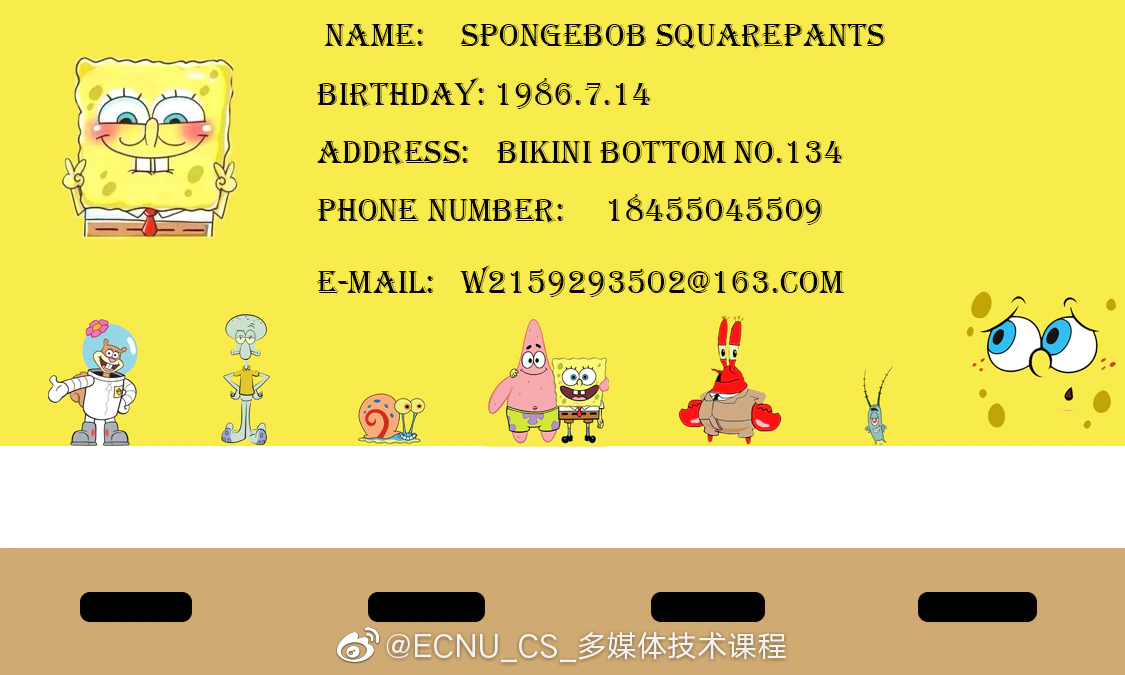 NAME: SPONGEBOB SQUAREPANTS
BIRTHDAY: 1986.7.14
ADDRESS: BIKINI BOTTOM NO.134
PHONE NUMBER: 18455045509
E-MAIL: W2159293502@163.COM
@ECNU_CS_多媒体技术课程